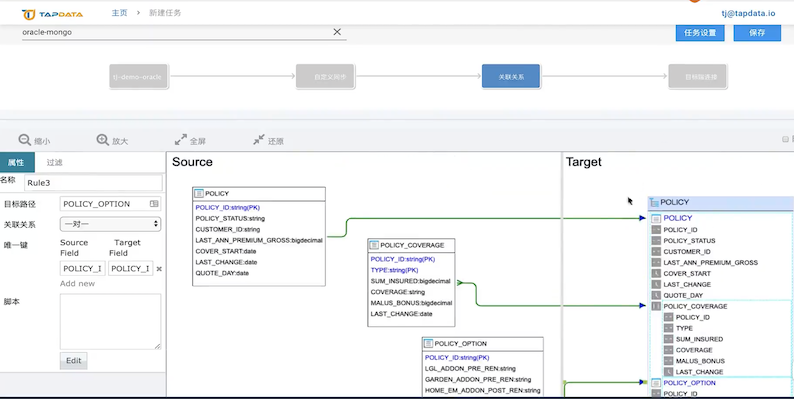 TAPDATA
主页 > 新建任务
tj@tapdata.io
oracle-mongo
任务设置
保存
tj-demo-oracle
自定义同步
关联关系
目标端连接
缩小
放大
全屏
还原
属性
过滤
名称
Rule3
目标路径
POLICY_OPTION
关联关系
一对一
唯一键
Source Field
Target Field
POLICY_I
POLICY_I
Add new
脚本
Edit
Source
POLICY
POLICY_ID:string(PK)
POLICY_STATUS:string
CUSTOMER_ID:string
LAST_ANN_PREMIUM_GROSS:bigdecimal
COVER_START:date
LAST_CHANGE:date
QUOTE_DAY:date
POLICY_COVERAGE
POLICY_ID:string(PK)
TYPE:string(PK)
SUM_INSURED:bigdecimal
COVERAGE:string
MALUS_BONUS:bigdecimal
LAST_CHANGE:date
POLICY_OPTION
POLICY_ID:string(PK)
LGL_ADDON_PRE_REN:string
GARDEN_ADDON_PRE_REN:string
HOME_EM_ADDON_POST_REN:string
Target
POLICY
POLICY
POLICY_ID
POLICY_STATUS
CUSTOMER_ID
LAST_ANN_PREMIUM_GROSS
COVER_START
LAST_CHANGE
QUOTE_DAY
POLICY_COVERAGE
POLICY_ID
TYPE
SUM_INSURED
COVERAGE
MALUS_BONUS
LAST_CHANGE
POLICY_OPTION
POLICY_ID